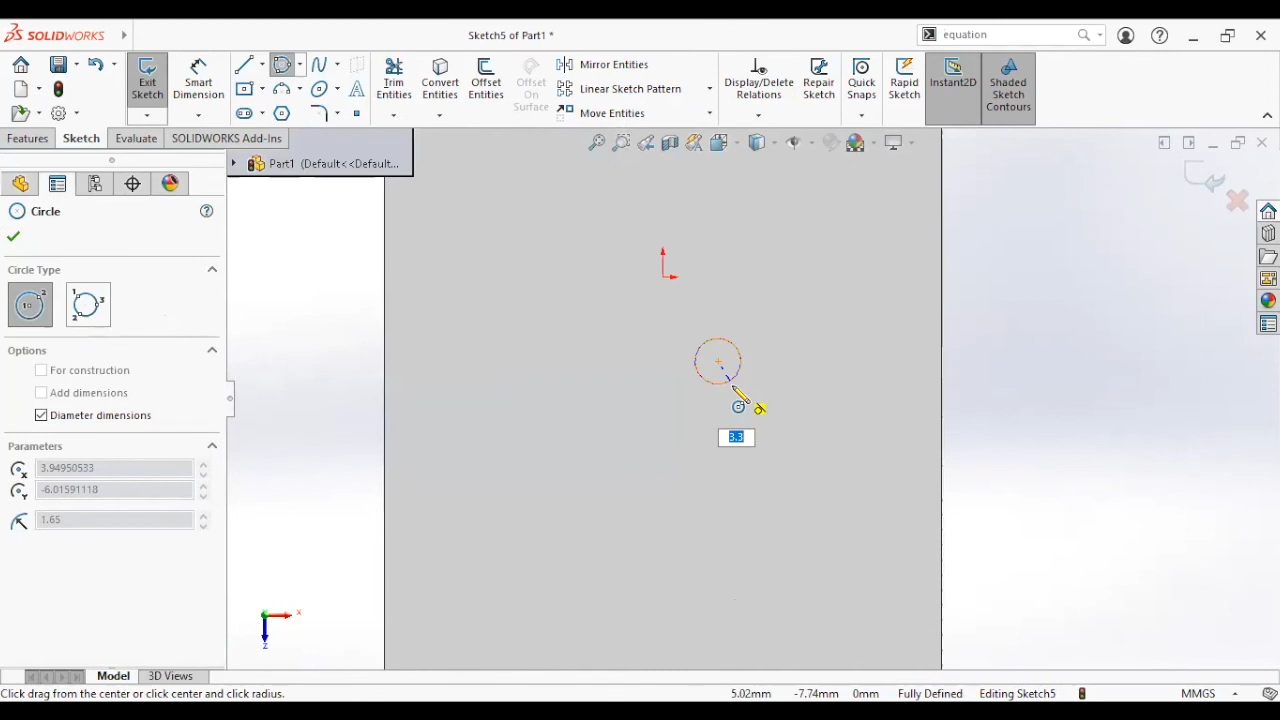 SOLIDWORKS
Sketch5 of Part1 *
equation
Exit Sketch
Smart Dimension
Trim Entities
Convert Entities
Offset Entities
Offset On Surface
Mirror Entities
Linear Sketch Pattern
Move Entities
Display/Delete Relations
Repair Sketch
Quick Snaps
Rapid Sketch
Instant2D
Shaded Sketch Contours
Features
Sketch
Evaluate
SOLIDWORKS Add-Ins
Part1 (Default<<Default...
Circle
Circle Type
Options
For construction
Add dimensions
Diameter dimensions
Parameters
3.94950533
-6.01591118
1.65
3.3
x
z
Model
3D Views
Click drag from the center or click center and click radius.
5.02mm
-7.74mm
0mm
Fully Defined
Editing Sketch5
MMGS